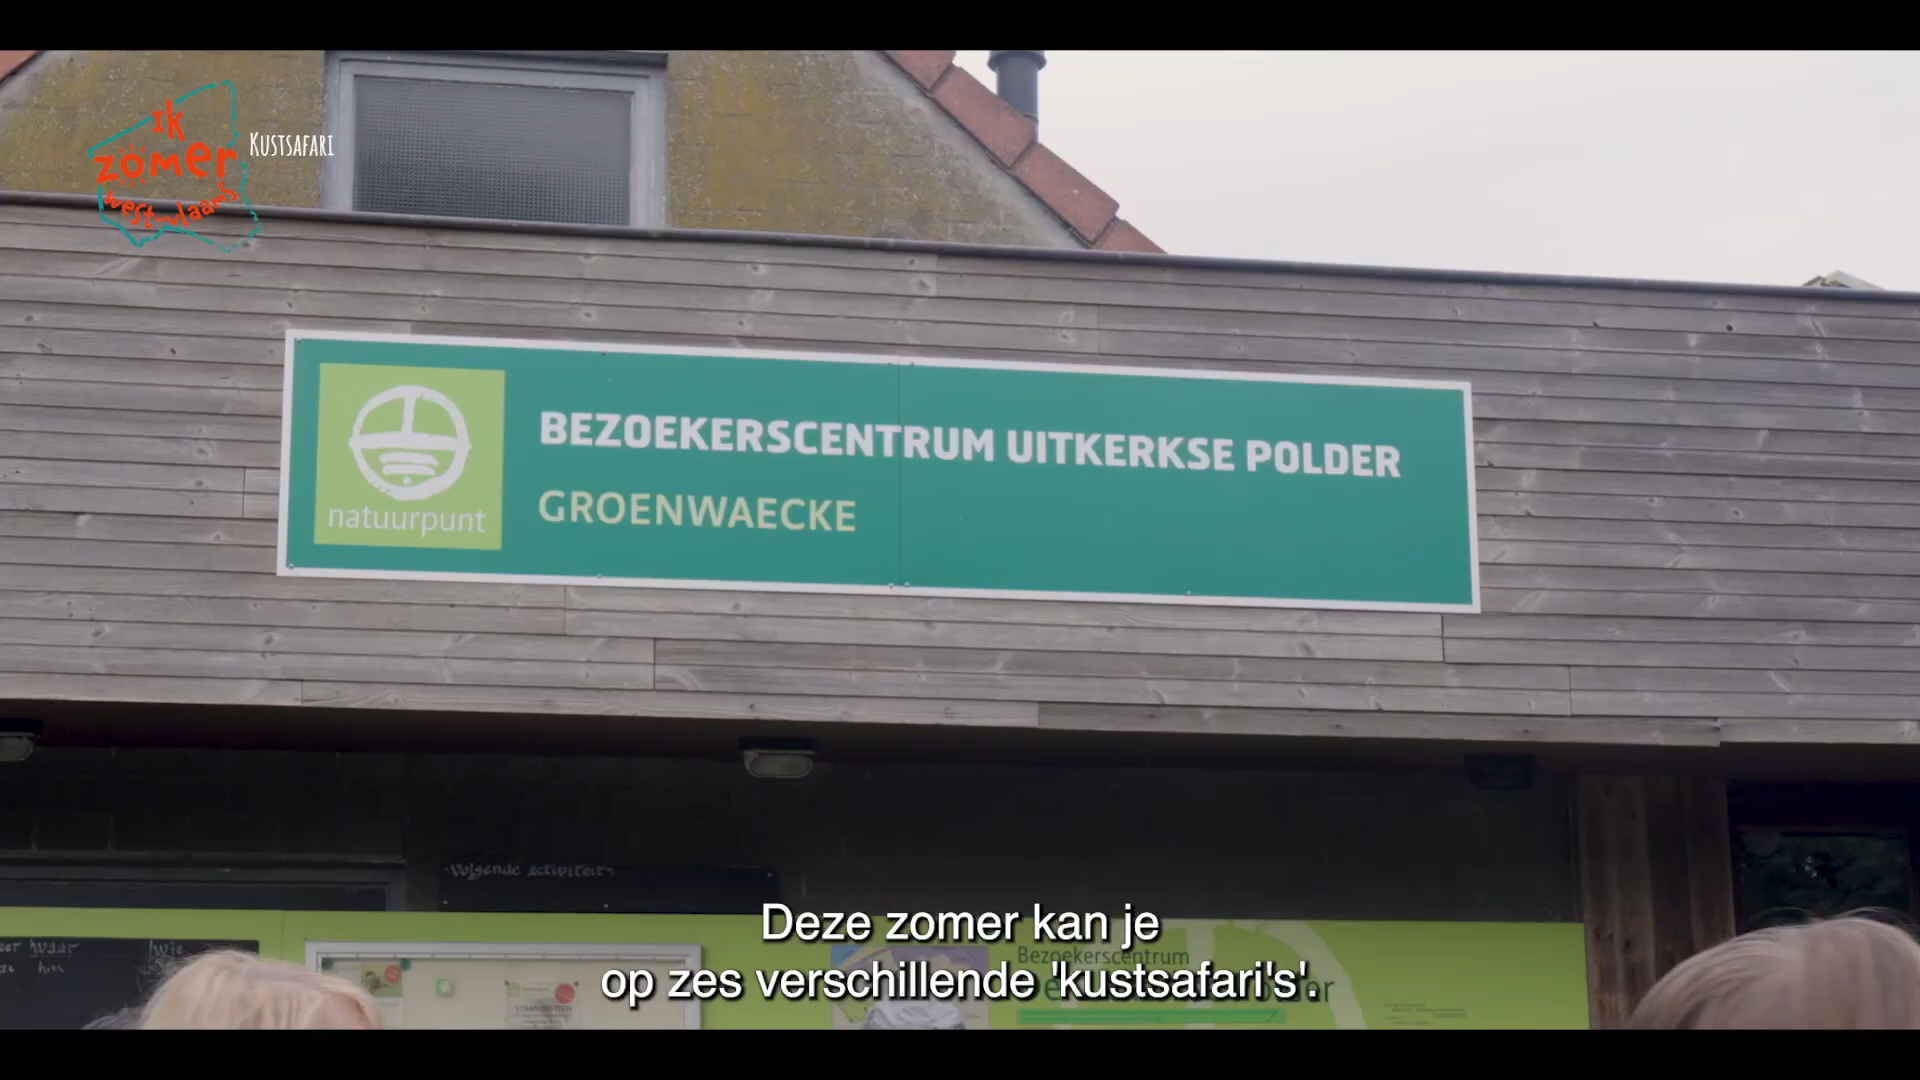 Ik
zomer
west-vlaams
KUSTSAFARI
BEZOEKERSCENTRUM UITKERKSE POLDER
GROENWAECKE
natuurpunt
Volgende activiteit
wie
Bezoekerscentrum
Deze zomer kan je
op zes verschillende 'kustsafari's'.